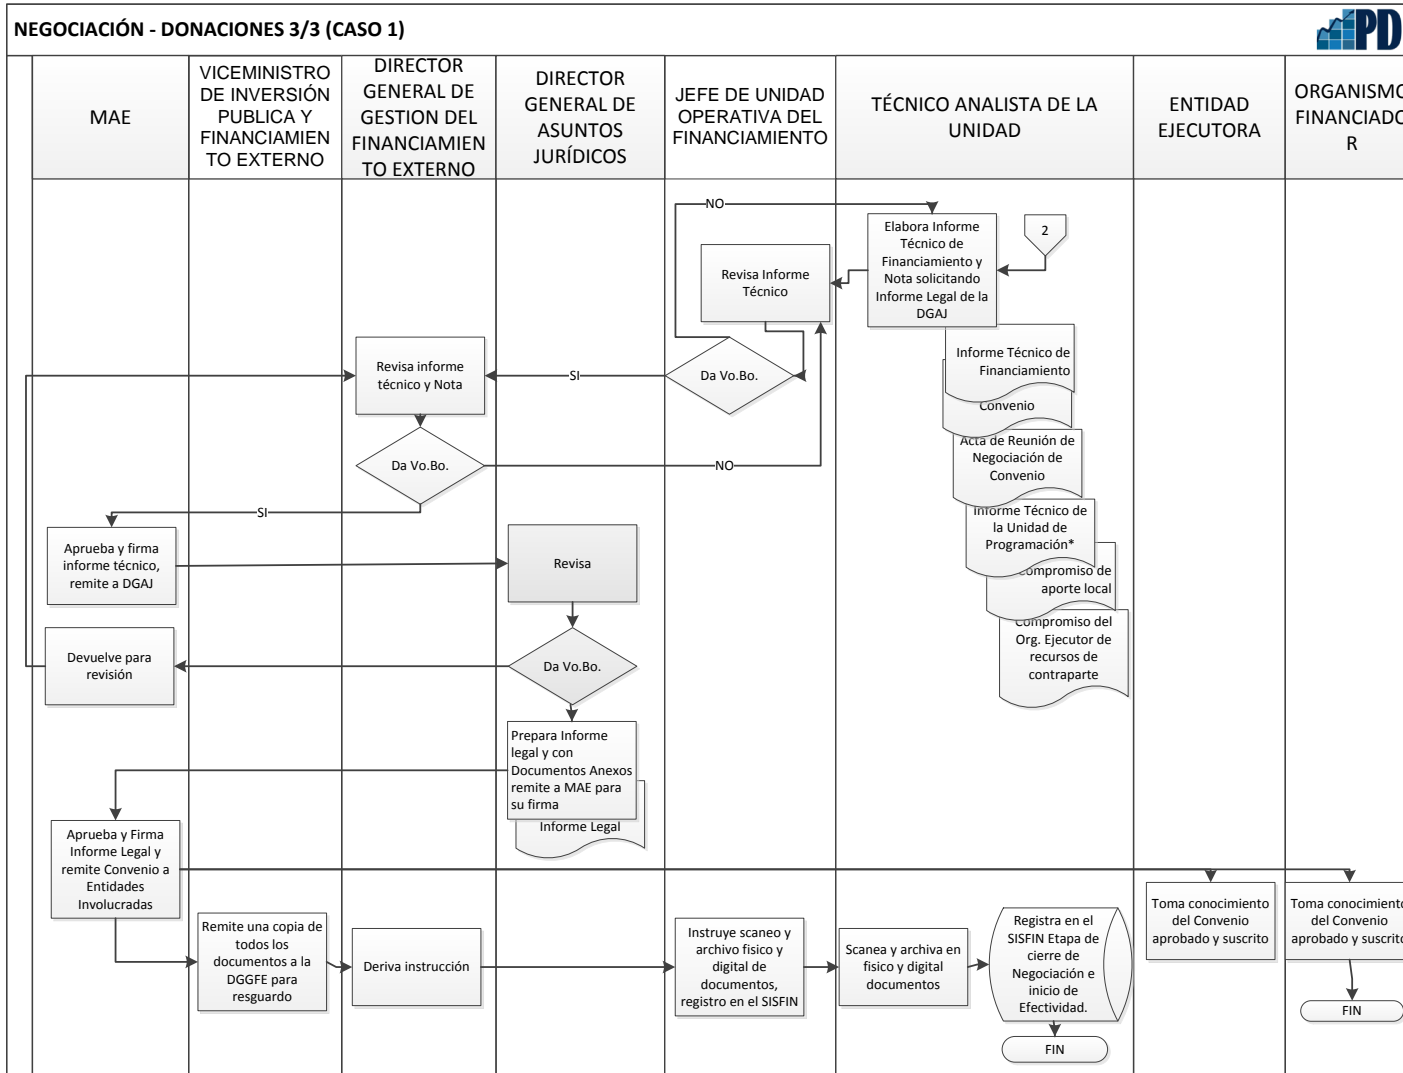 NEGOCIACIÓN - DONACIONES 3/3 (CASO 1)
PD
MAE
VICEMINISTRO
DE INVERSIÓN
PUBLICA Y
FINANCIAMIEN
TO EXTERNO
DIRECTOR
GENERAL DE
GESTION DEL
FINANCIAMIEN
TO EXTERNO
DIRECTOR
GENERAL DE
ASUNTOS
JURÍDICOS
JEFE DE UNIDAD
OPERATIVA DEL
FINANCIAMIENTO
TÉCNICO ANALISTA DE LA
UNIDAD
ENTIDAD
EJECUTORA
ORGANISMO
FINANCIADO
R
NO
Elabora Informe
Técnico de
Financiamiento y
Nota solicitando
Informe Legal de la
DGAJ
2
Revisa Informe
Técnico
Informe Técnico de
Financiamiento
Convenio
Acta de Reunión de
Negociación de
Convenio
Informe Técnico de
la Unidad de
Programación*
Compromiso de
aporte local
Compromiso del
Org. Ejecutor de
recursos de
contraparte
Revisa informe
técnico y Nota
SI
Da Vo.Bo.
Da Vo.Bo.
NO
SI
Aprueba y firma
informe técnico,
remite a DGAJ
Revisa
Devuelve para
revisión
Da Vo.Bo.
Prepara Informe
legal y con
Documentos Anexos
remite a MAE para
su firma
Informe Legal
Aprueba y Firma
Informe Legal y
remite Convenio a
Entidades
Involucradas
Remite una copia de
todos los
documentos a la
DGGFE para
resguardo
Deriva instrucción
Instruye scaneo y
archivo fisico y
digital de
documentos,
registro en el SISFIN
Scanea y archiva en
fisico y digital
documentos
Registra en el
SISFIN Etapa de
cierre de
Negociación e
inicio de
Efectividad.
FIN
Toma conocimiento
del Convenio
aprobado y suscrito
Toma conocimiento
del Convenio
aprobado y suscrito
FIN